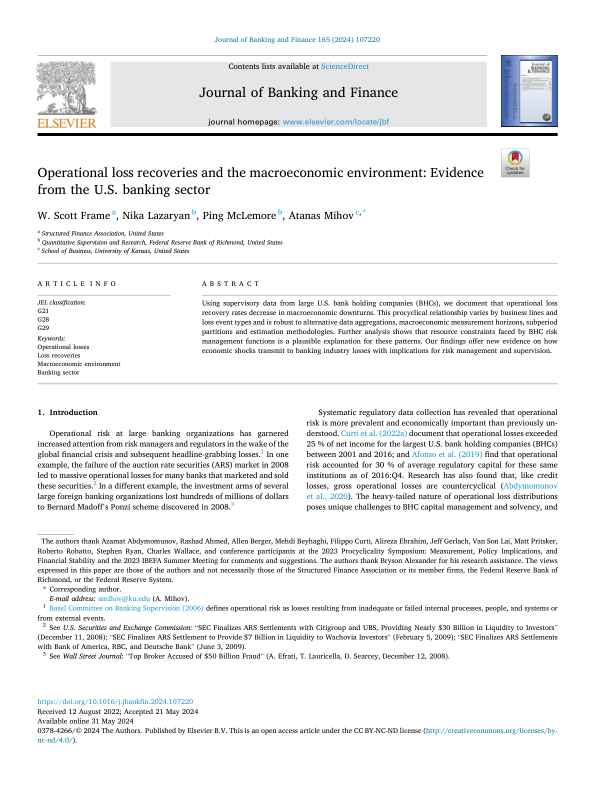 Journal of Banking and Finance 165 (2024) 107220
Contents lists available at ScienceDirect
Journal of Banking and Finance
journal homepage: www.elsevier.com/locate/jbf
ELSEVIER
Journal of
BANKING
& FINANCE
Check for
updates
Operational loss recoveries and the macroeconomic environment: Evidence
from the U.S. banking sector
W. Scott Frame a, Nika Lazaryan b, Ping McLemore b, Atanas Mihov c,*
a Structured Finance Association, United States
b Quantitative Supervision and Research, Federal Reserve Bank of Richmond, United States
c School of Business, University of Kansas, United States
ARTICLE INFO
JEL classification:
G21
G28
G29
Keywords:
Operational losses
Loss recoveries
Macroeconomic environment
Banking sector
ABSTRACT
Using supervisory data from large U.S. bank holding companies (BHCs), we document that operational loss
recovery rates decrease in macroeconomic downturns. This procyclical relationship varies by business lines and
loss event types and is robust to alternative data aggregations, macroeconomic measurement horizons, subperiod
partitions and estimation methodologies. Further analysis shows that resource constraints faced by BHC risk
management functions is a plausible explanation for these patterns. Our findings offer new evidence on how
economic shocks transmit to banking industry losses with implications for risk management and supervision.
1. Introduction
Operational risk at large banking organizations has garnered
increased attention from risk managers and regulators in the wake of the
global financial crisis and subsequent headline-grabbing losses.1 In one
example, the failure of the auction rate securities (ARS) market in 2008
led to massive operational losses for many banks that marketed and sold
these securities.2 In a different example, the investment arms of several
large foreign banking organizations lost hundreds of millions of dollars
to Bernard Madoff's Ponzi scheme discovered in 2008.3
Systematic regulatory data collection has revealed that operational
risk is more prevalent and economically important than previously un-
derstood. Curti et al. (2022a) document that operational losses exceeded
25 % of net income for the largest U.S. bank holding companies (BHCs)
between 2001 and 2016; and Afonso et al. (2019) find that operational
risk accounted for 30 % of average regulatory capital for these same
institutions as of 2016:Q4. Research has also found that, like credit
losses, gross operational losses are countercyclical (Abdymomunov
et al., 2020). The heavy-tailed nature of operational loss distributions
poses unique challenges to BHC capital management and solvency, and
The authors thank Azamat Abdymomunov, Rashad Ahmed, Allen Berger, Mehdi Beyhaghi, Filippo Curti, Alireza Ebrahim, Jeff Gerlach, Van Son Lai, Matt Pritsker,
Roberto Robatto, Stephen Ryan, Charles Wallace, and conference participants at the 2023 Procyclicality Symposium: Measurement, Policy Implications, and
Financial Stability and the 2023 IBEFA Summer Meeting for comments and suggestions. The authors thank Bryson Alexander for his research assistance. The views
expressed in this paper are those of the authors and not necessarily those of the Structured Finance Association or its member firms, the Federal Reserve Bank of
Richmond, or the Federal Reserve System.
* Corresponding author.
E-mail address: amihov@ku.edu (A. Mihov).
1 Basel Committee on Banking Supervision (2006) defines operational risk as losses resulting from inadequate or failed internal processes, people, and systems or
from external events.
2 See U.S. Securities and Exchange Commission: "SEC Finalizes ARS Settlements with Citigroup and UBS, Providing Nearly $30 Billion in Liquidity to Investors"
(December 11, 2008); "SEC Finalizes ARS Settlement to Provide $7 Billion in Liquidity to Wachovia Investors" (February 5, 2009); "SEC Finalizes ARS Settlements
with Bank of America, RBC, and Deutsche Bank" (June 3, 2009).
3 See Wall Street Journal: "Top Broker Accused of $50 Billion Fraud" (A. Efrati, T. Lauricella, D. Searcey, December 12, 2008).
https://doi.org/10.1016/j.jbankfin.2024.107220
Received 12 August 2022; Accepted 21 May 2024
Available online 31 May 2024
0378-4266/© 2024 The Authors. Published by Elsevier B.V. This is an open access article under the CC BY-NC-ND license (http://creativecommons.org/licenses/by-
nc-nd/4.0/).